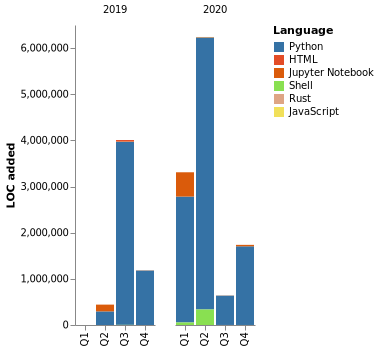 2019 2020
Language
Python
HTML
Jupyter Notebook
Shell
Rust
JavaScript
LOC added
6,000,000
5,000,000
4,000,000
3,000,000
2,000,000
1,000,000
0
Q1 Q2 Q3 Q4 Q1 Q2 Q3 Q4